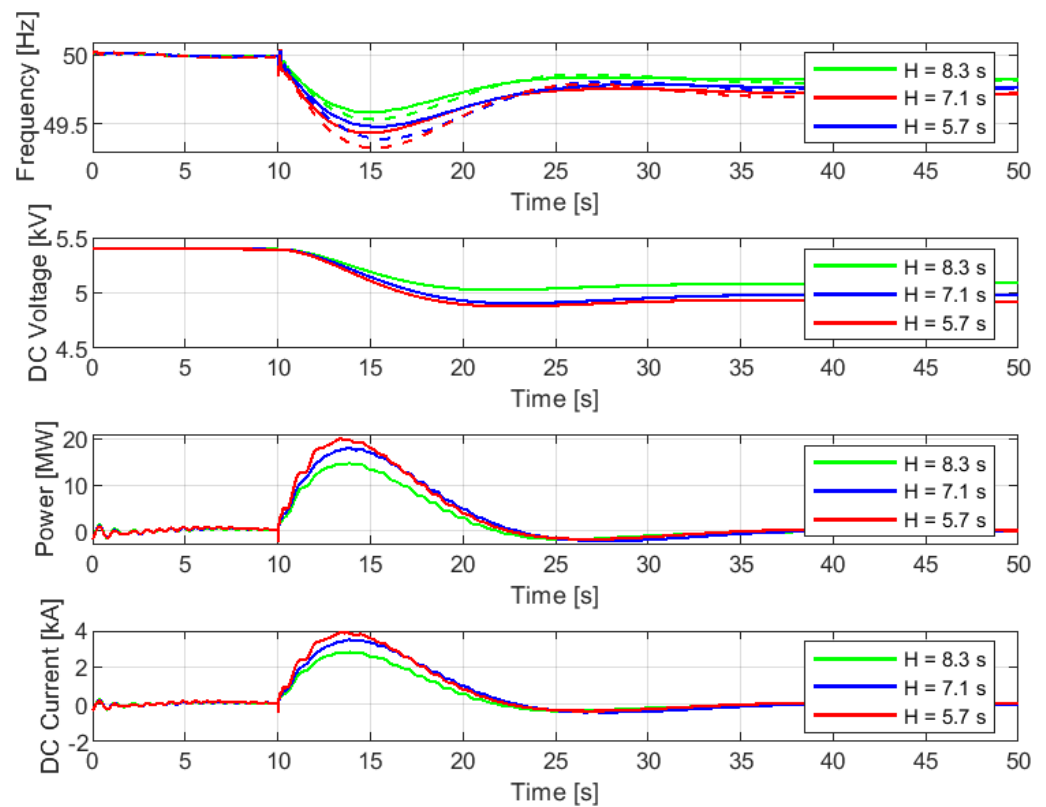 Frequency [Hz]
50
49.5
H = 8.3 s
H = 7.1 s
H = 5.7 s
0 5 10 15 20 25 30 35 40 45 50
Time [s]
DC Voltage [kV]
5.5
5
4.5
H = 8.3 s
H = 7.1 s
H = 5.7 s
0 5 10 15 20 25 30 35 40 45 50
Time [s]
Power [MW]
20
10
0
H = 8.3 s
H = 7.1 s
H = 5.7 s
0 5 10 15 20 25 30 35 40 45 50
Time [s]
DC Current [kA]
4
2
0
-2
H = 8.3 s
H = 7.1 s
H = 5.7 s
0 5 10 15 20 25 30 35 40 45 50
Time [s]